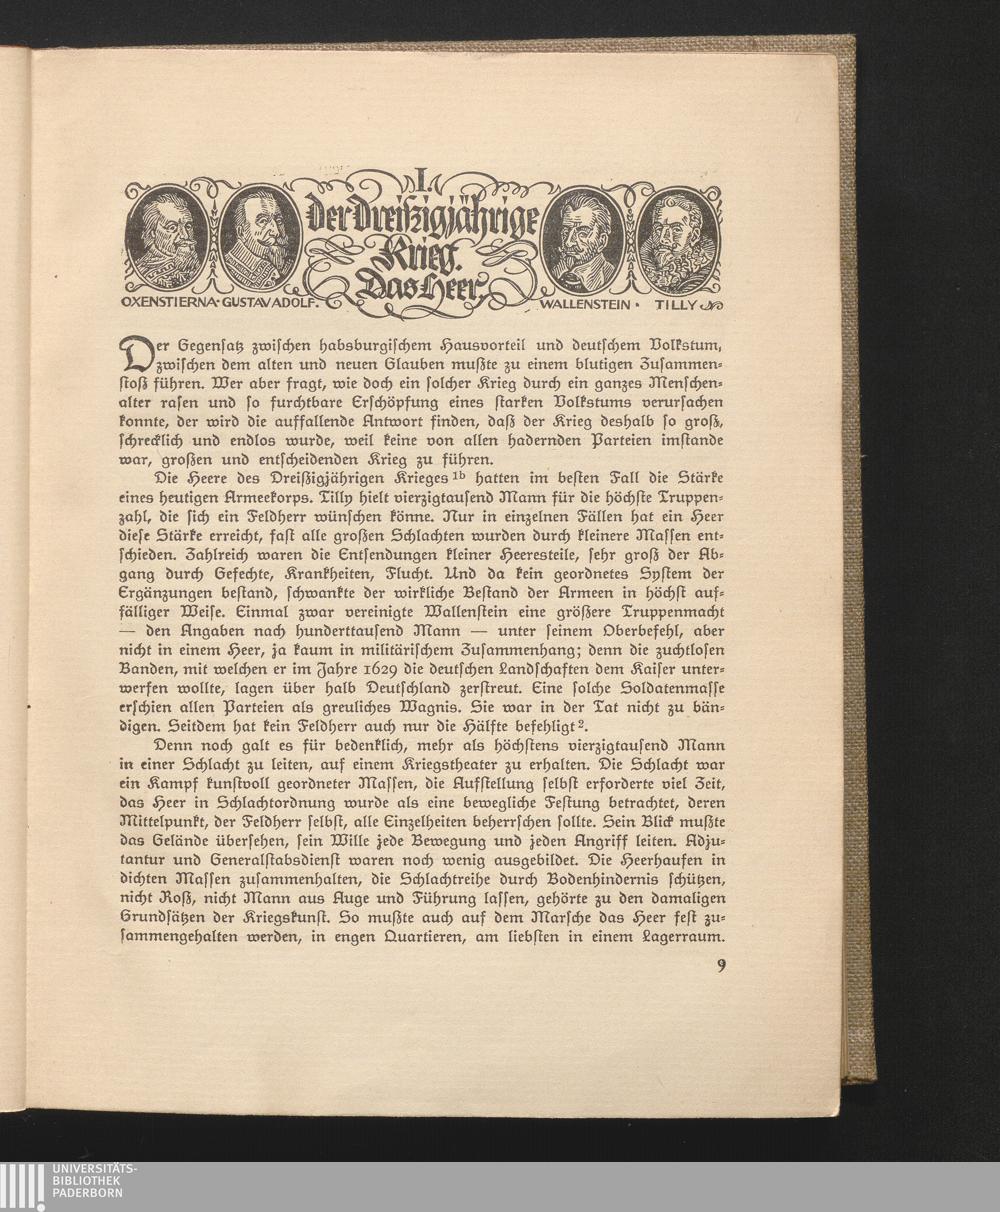 I.
Der Dreißigjährige
Krieg.
Das Heer.
OXENSTIERNA · GUSTAV ADOLF.
WALLENSTEIN · TILLY
Der Gegensatz zwischen habsburgischem Hausvorteil und deutschem Volkstum,
zwischen dem alten und neuen Glauben mußte zu einem blutigen Zusammen-
stoß führen. Wer aber fragt, wie doch ein solcher Krieg durch ein ganzes Menschen-
alter rasen und so furchtbare Erschöpfung eines starken Volkstums verursachen
konnte, der wird die auffallende Antwort finden, daß der Krieg deshalb so groß,
schrecklich und endlos wurde, weil keine von allen hadernden Parteien imstande
war, großen und entscheidenden Krieg zu führen.
Die Heere des Dreißigjährigen Krieges 1b hatten im besten Fall die Stärke
eines heutigen Armeekorps. Tilly hielt vierzigtausend Mann für die höchste Truppen-
zahl, die sich ein Feldherr wünschen könne. Nur in einzelnen Fällen hat ein Heer
diese Stärke erreicht, fast alle großen Schlachten wurden durch kleinere Massen ent-
schieden. Zahlreich waren die Entsendungen kleiner Heeresteile, sehr groß der Ab-
gang durch Gefechte, Krankheiten, Flucht. Und da kein geordnetes System der
Ergänzungen bestand, schwankte der wirkliche Bestand der Armeen in höchst auf-
fälliger Weise. Einmal zwar vereinigte Wallenstein eine größere Truppenmacht
— den Angaben nach hunderttausend Mann — unter seinem Oberbefehl, aber
nicht in einem Heer, ja kaum in militärischem Zusammenhang; denn die zuchtlosen
Banden, mit welchen er im Jahre 1629 die deutschen Landschaften dem Kaiser unter-
werfen wollte, lagen über halb Deutschland zerstreut. Eine solche Soldatenmasse
erschien allen Parteien als greuliches Wagnis. Sie war in der Tat nicht zu bän-
digen. Seitdem hat kein Feldherr auch nur die Hälfte befehligt 2.
Denn noch galt es für bedenklich, mehr als höchstens vierzigtausend Mann
in einer Schlacht zu leiten, auf einem Kriegstheater zu erhalten. Die Schlacht war
ein Kampf kunstvoll geordneter Massen, die Aufstellung selbst erforderte viel Zeit,
das Heer in Schlachtordnung wurde als eine bewegliche Festung betrachtet, deren
Mittelpunkt, der Feldherr selbst, alle Einzelheiten beherrschen sollte. Sein Blick mußte
das Gelände übersehen, sein Wille jede Bewegung und jeden Angriff leiten. Adju-
tantur und Generalstabsdienst waren noch wenig ausgebildet. Die Heerhaufen in
dichten Massen zusammenhalten, die Schlachtreihe durch Bodenhindernis schützen,
nicht Roß, nicht Mann aus Auge und Führung lassen, gehörte zu den damaligen
Grundsätzen der Kriegskunst. So mußte auch auf dem Marsche das Heer fest zu-
sammengehalten werden, in engen Quartieren, am liebsten in einem Lagerraum.
9
UNIVERSITÄTS-
BIBLIOTHEK
PADERBORN